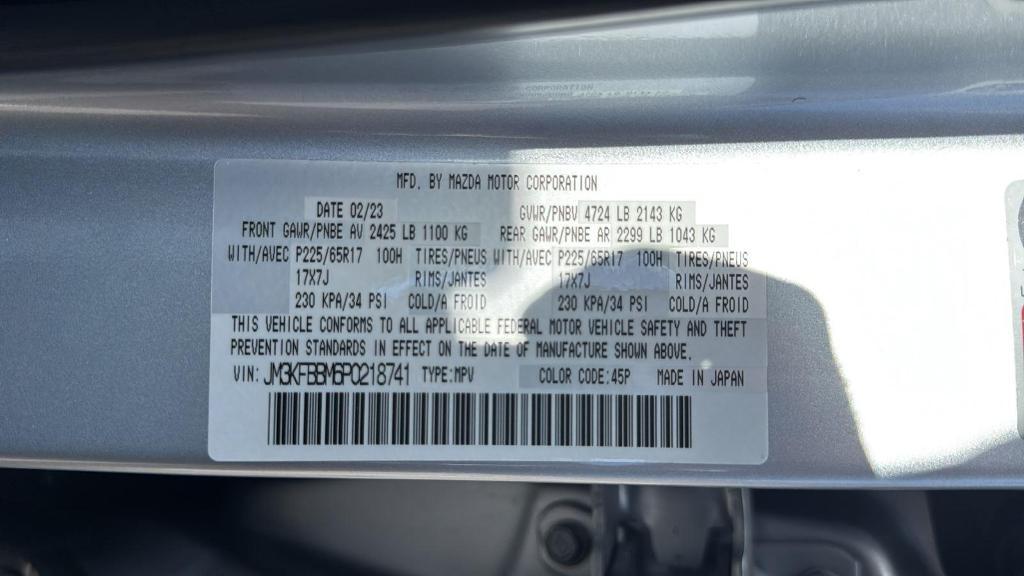 MFD. BY MAZDA MOTOR CORPORATION
DATE 02/23 GVWR/PNBV 4724 LB 2143 KG
FRONT GAWR/PNBE AV 2425 LB 1100 KG REAR GAWR/PNBE AR 2299 LB 1043 KG
WITH/AVEC P225/65R17 100H TIRES/PNEUS WITH/AVEC P225/65R17 100H TIRES/PNEUS
17X7J RIMS/JANTES 17X7J RIMS/JANTES
230 KPA/34 PSI COLD/A FROID 230 KPA/34 PSI COLD/A FROID
THIS VEHICLE CONFORMS TO ALL APPLICABLE FEDERAL MOTOR VEHICLE SAFETY AND THEFT
PREVENTION STANDARDS IN EFFECT ON THE DATE OF MANUFACTURE SHOWN ABOVE.
VIN: JM3KFBBM6P0218741 TYPE:MPV COLOR CODE:45P MADE IN JAPAN